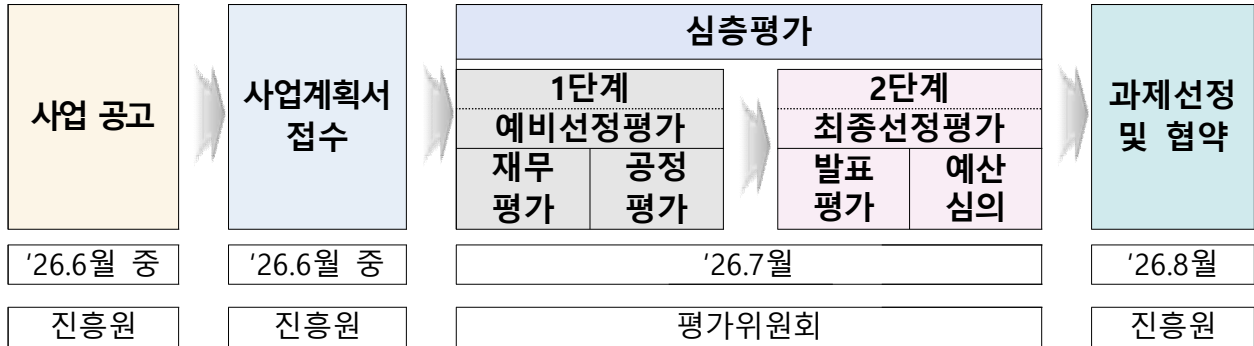 사업 공고
사업계획서
접수
심층평가
1단계
예비선정평가
재무
평가
공정
평가
2단계
최종선정평가
발표
평가
예산
심의
과제선정
및 협약
'26.6월 중
'26.6월 중
'26.7월
'26.8월
진흥원
진흥원
평가위원회
진흥원